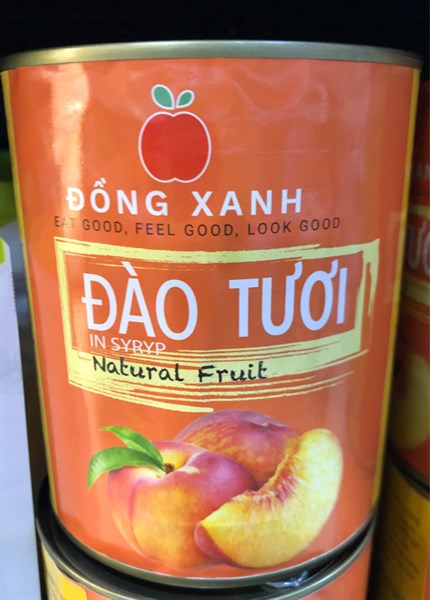 ĐỒNG XANH
EAT GOOD, FEEL GOOD, LOOK GOOD
ĐÀO TƯƠI
IN SYRYP
Natural Fruit